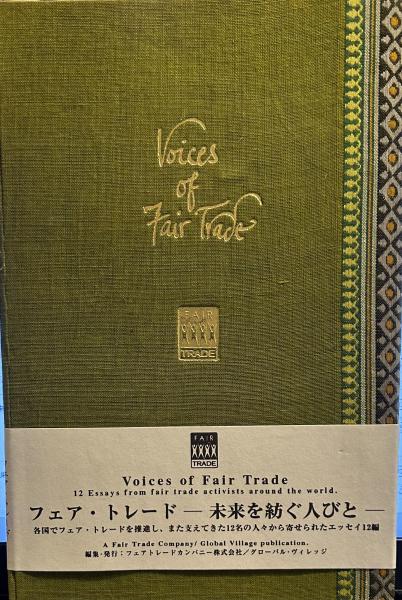 Voices
of
Fair Trade
FAIR
TRADE
FAIR
TRADE
Voices of Fair Trade
12 Essays from fair trade activists around the world.
フェア・トレード ― 未来を紡ぐ人びと ―
各国でフェア・トレードを推進し、また支えてきた12名の人々から寄せられたエッセイ12編
A Fair Trade Company/ Global Village publication.
編集・発行：フェアトレードカンパニー株式会社／グローバル・ヴィレッジ